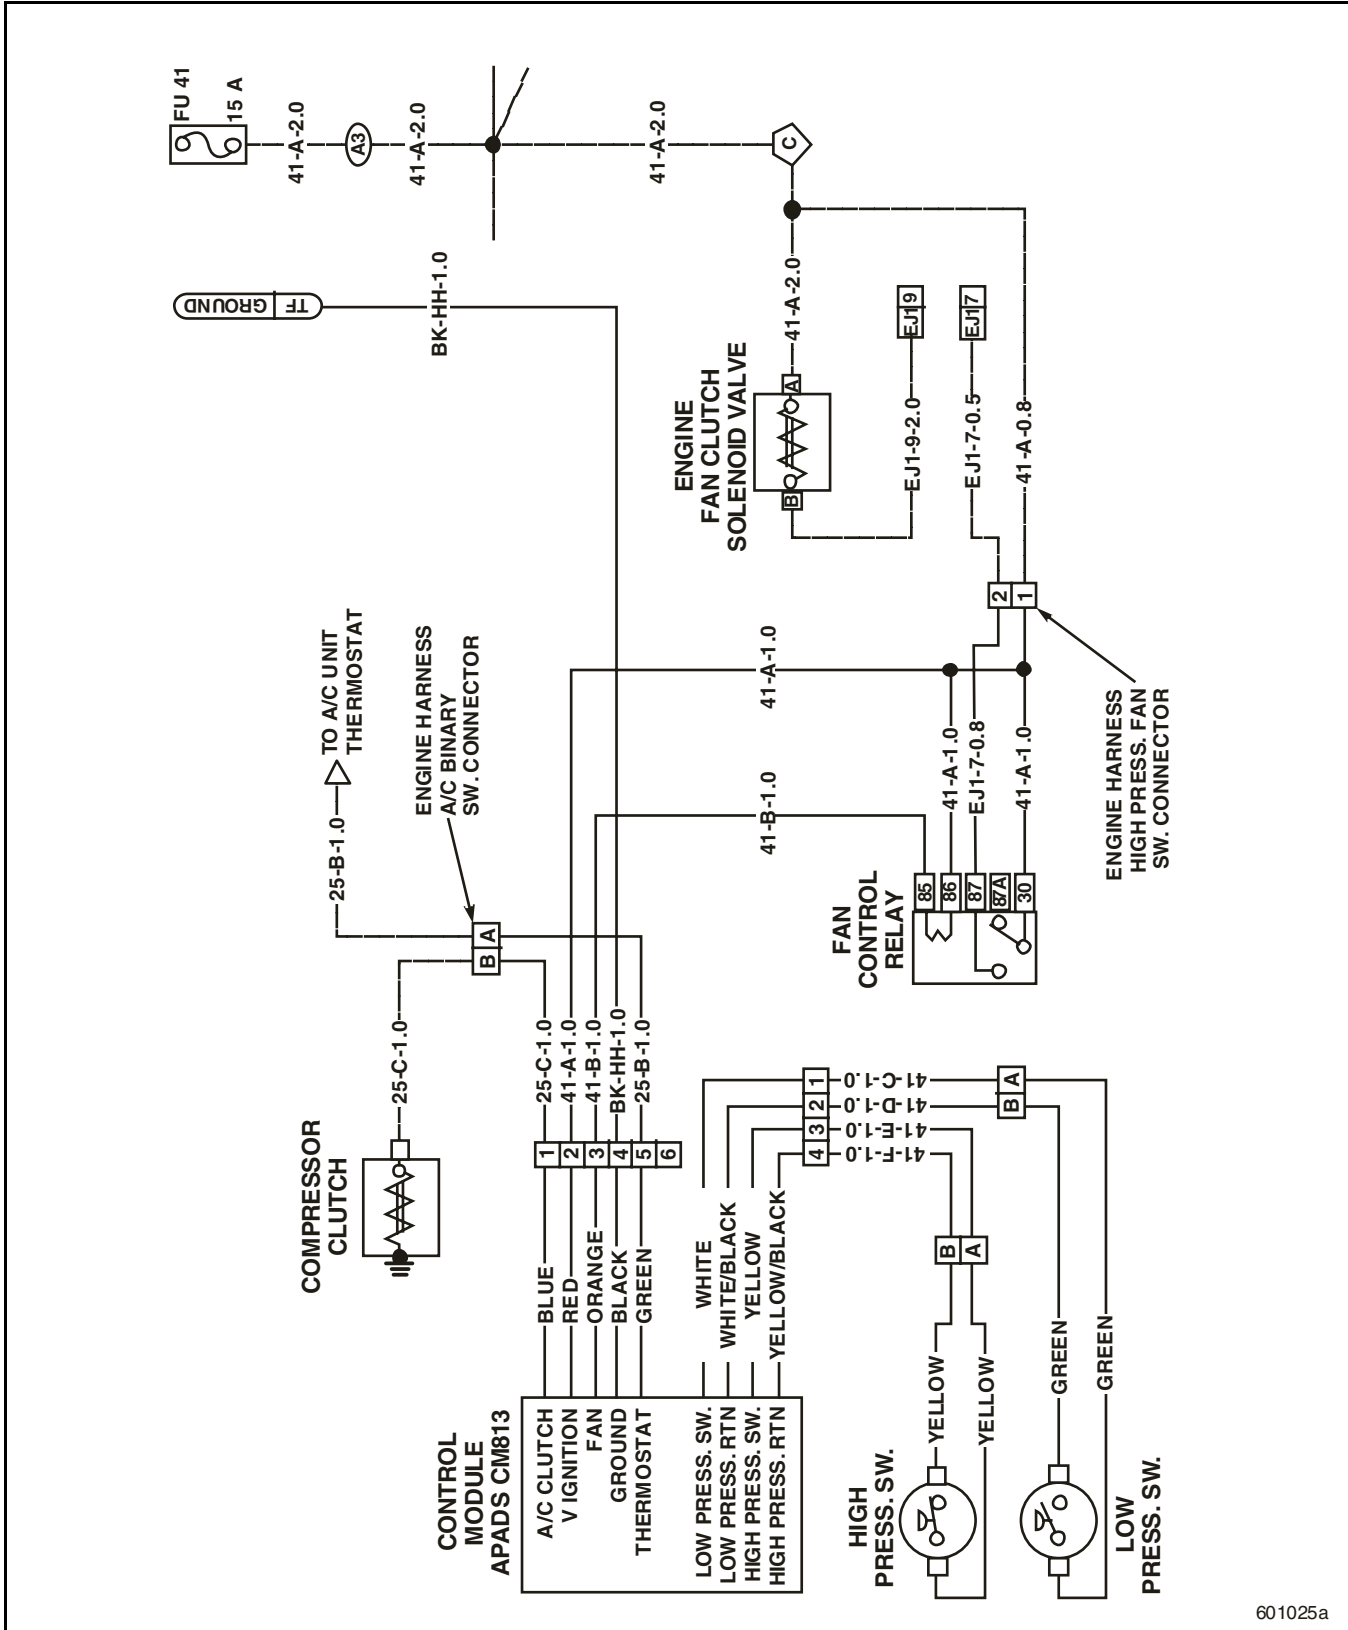 FU 41
15 A
41-A-2.0
A3
41-A-2.0
41-A-2.0
C
TF
GROUND
BK-HH-1.0
41-A-2.0
ENGINE
FAN CLUTCH
SOLENOID VALVE
A
B
EJ1 9
EJ17
EJ1-9-2.0
EJ1-7-0.5
41-A-0.8
2
1
TO A/C UNIT
THERMOSTAT
25-B-1.0
ENGINE HARNESS
A/C BINARY
SW. CONNECTOR
A
B
41-A-1.0
41-B-1.0
41-A-1.0
EJ1-7-0.8
41-A-1.0
ENGINE HARNESS
HIGH PRESS. FAN
SW. CONNECTOR
FAN
CONTROL
RELAY
85
86
87
87A
30
25-C-1.0
COMPRESSOR
CLUTCH
25-C-1.0
41-A-1.0
41-B-1.0
BK-HH-1.0
25-B-1.0
1
2
3
4
5
6
BLUE
RED
ORANGE
BLACK
GREEN
WHITE
WHITE/BLACK
YELLOW
YELLOW/BLACK
1
2
3
4
41-C-1.0
41-D-1.0
41-E-1.0
41-F-1.0
A
B
B
A
CONTROL
MODULE
APADS CM813
A/C CLUTCH
V IGNITION
FAN
GROUND
THERMOSTAT
LOW PRESS. SW.
LOW PRESS. RTN
HIGH PRESS. SW.
HIGH PRESS. RTN
YELLOW
YELLOW
GREEN
GREEN
HIGH
PRESS. SW.
LOW
PRESS. SW.
601025a